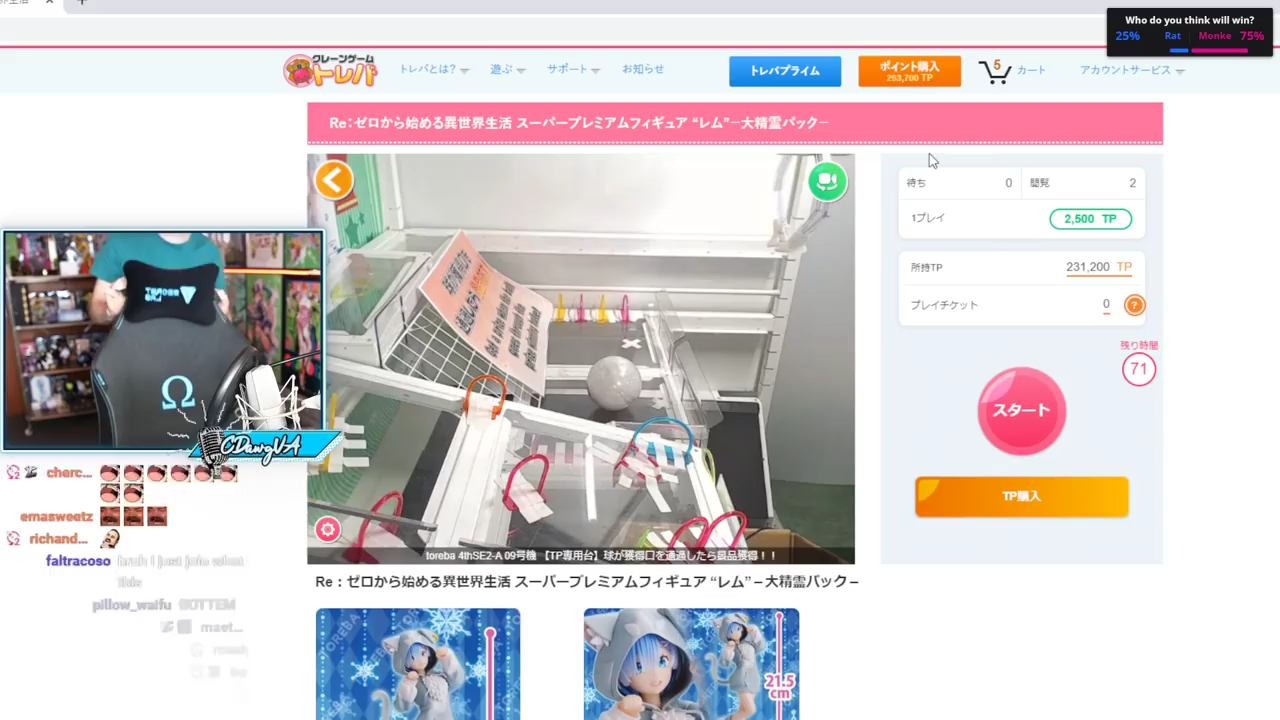 界生活
Who do you think will win?
25% Rat Monke 75%
クレーンゲーム
トレバ
トレバとは?
遊ぶ
サポート
お知らせ
トレバプライム
ポイント購入
293,700 TP
5
カート
アカウントサービス
Re:ゼロから始める異世界生活 スーパープレミアムフィギュア “レム”－大精霊パック－
待ち 0
閲覧 2
1プレイ 2,500 TP
所持TP 231,200 TP
プレイチケット 0 ?
残り時間
71
スタート
TP購入
Ω
CDawgVA
cherc...
emasweetz
richand...
faltracoso bruh I just join what
this
pillow_waifu GOTTEM
maet...
toreba 4thSE2-A 09号機 【TP専用台】球が獲得口を通過したら景品獲得！！
Re：ゼロから始める異世界生活 スーパープレミアムフィギュア “レム” – 大精霊パック –
TOREBA
21.5
cm